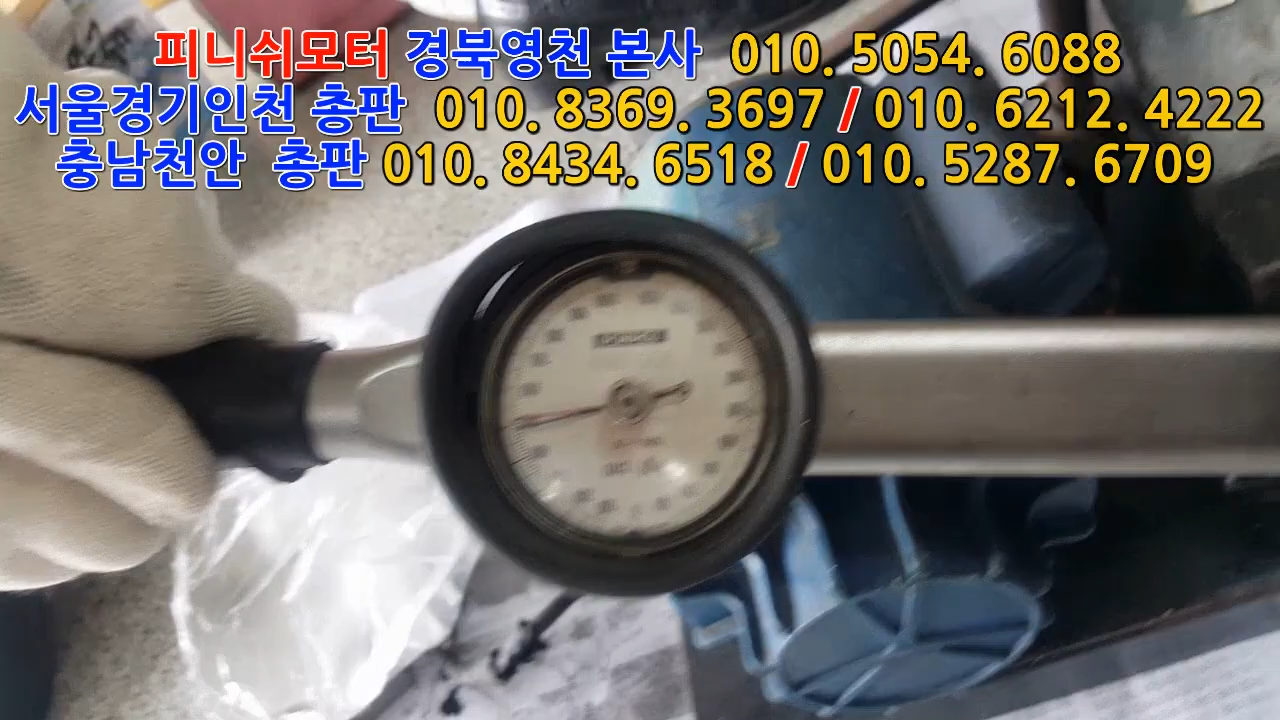 피니쉬모터 경북영천 본사 010. 5054. 6088
서울경기인천 총판 010. 8369. 3697 / 010. 6212. 4222
충남천안 총판 010. 8434. 6518 / 010. 5287. 6709